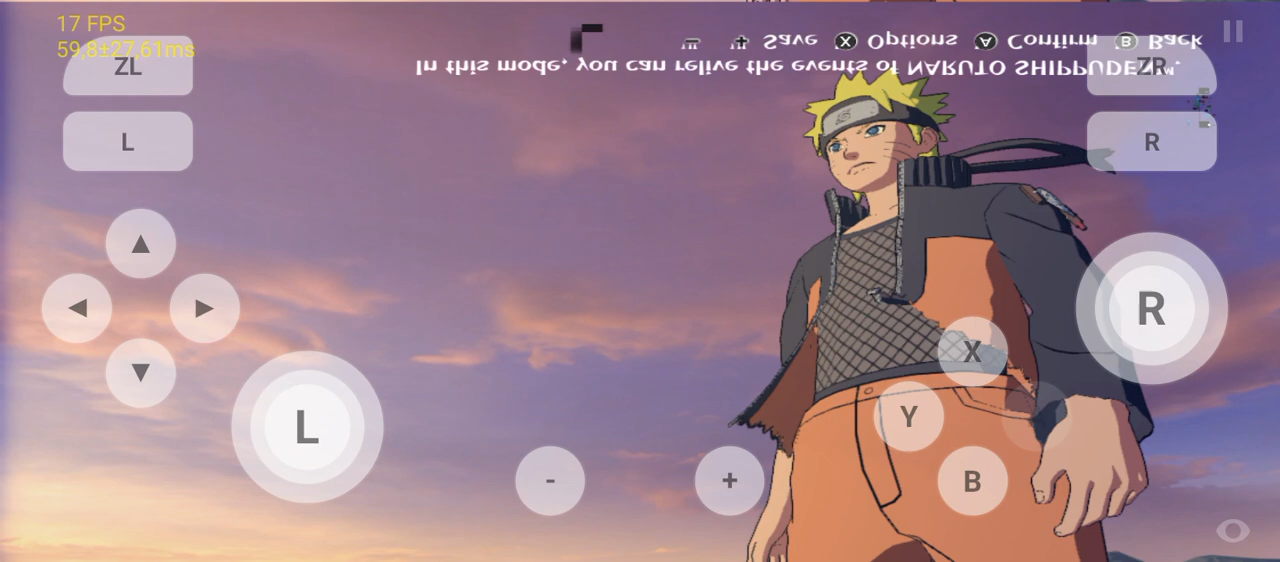 17 FPS
59,8±27,61ms
ZL
L
- + Save X Options A Confirm B Back
In this mode, you can relive the events of NARUTO SHIPPUDEN™.
ZR
R
L
R
X
Y
B
-
+